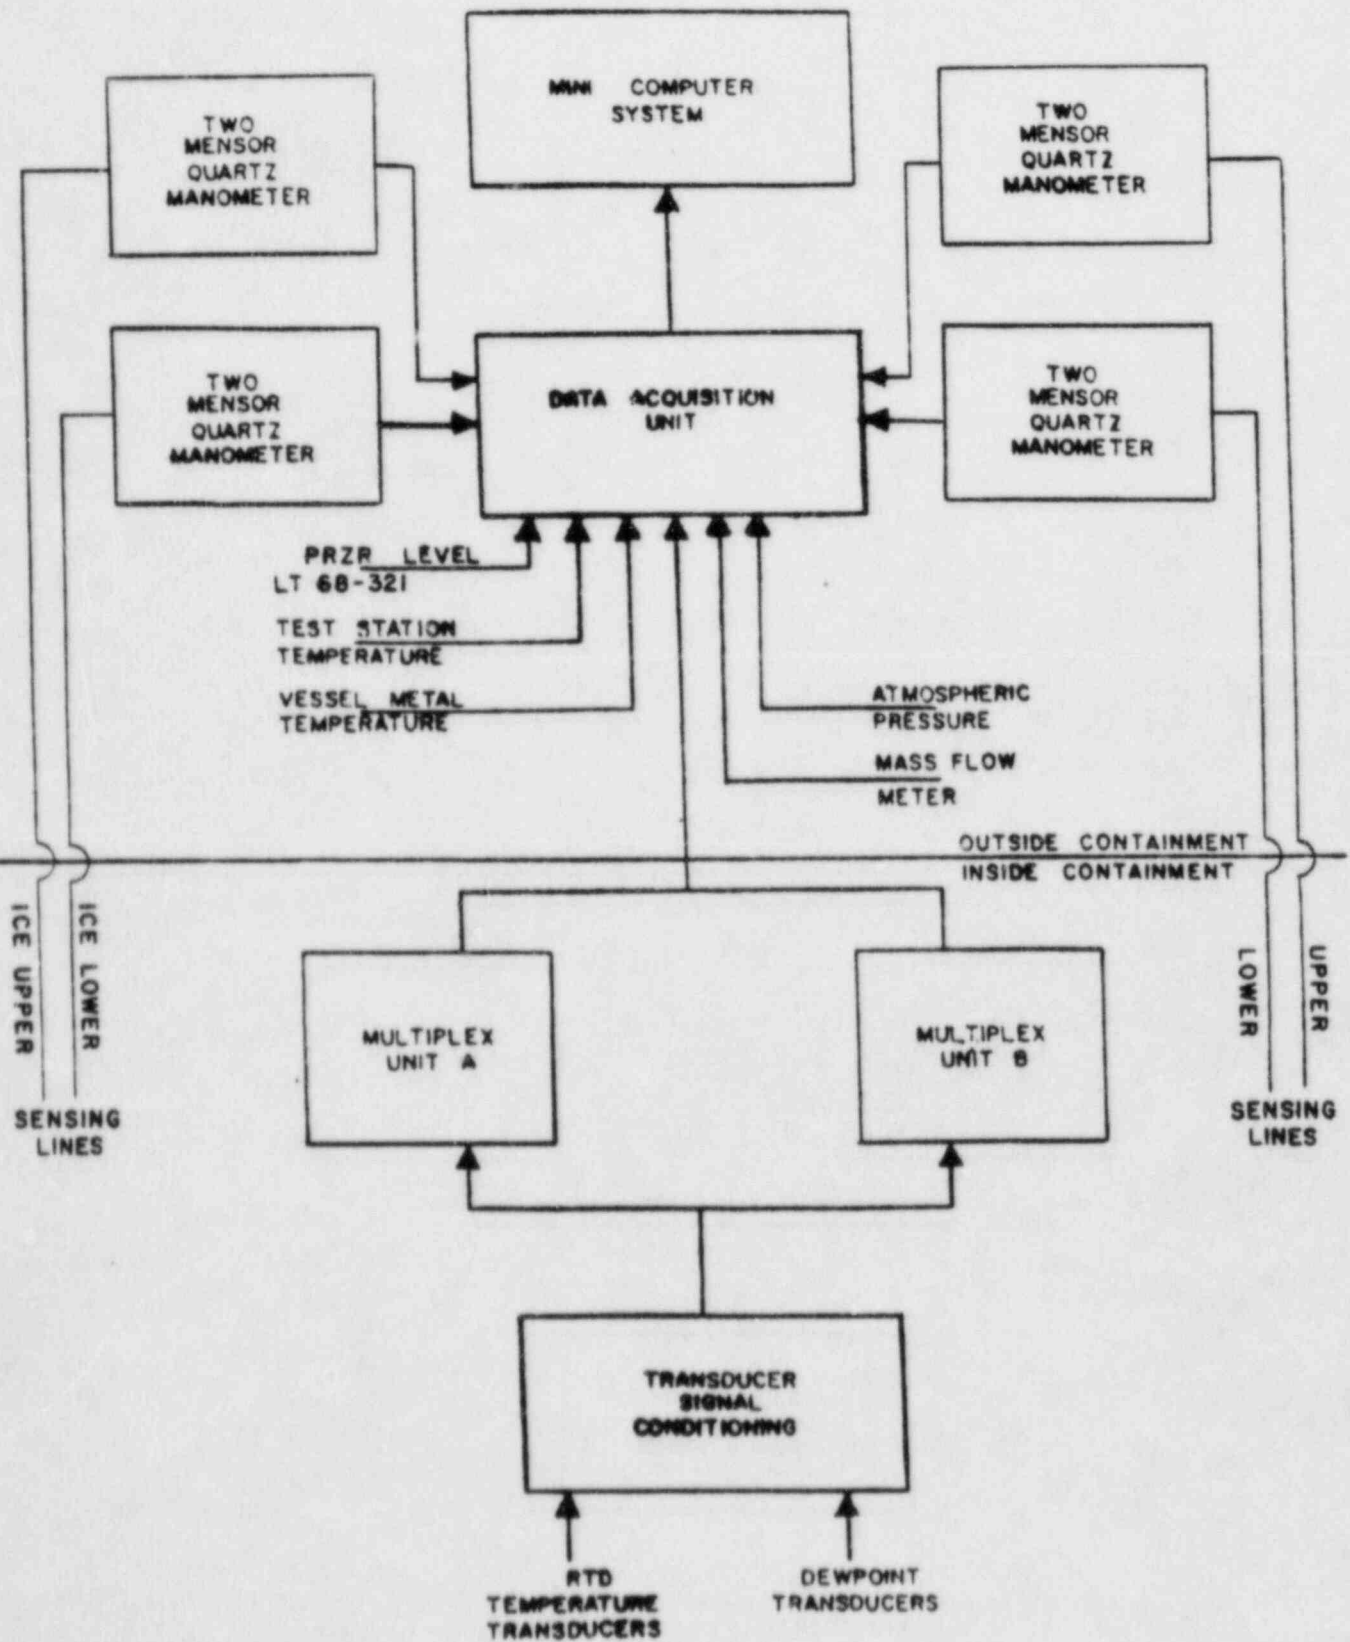 MINI COMPUTER
SYSTEM
TWO
MENSOR
QUARTZ
MANOMETER
TWO
MENSOR
QUARTZ
MANOMETER
TWO
MENSOR
QUARTZ
MANOMETER
DATA ACQUISITION
UNIT
TWO
MENSOR
QUARTZ
MANOMETER
PRZR LEVEL
LT 68-321
TEST STATION
TEMPERATURE
VESSEL METAL
TEMPERATURE
ATMOSPHERIC
PRESSURE
MASS FLOW
METER
OUTSIDE CONTAINMENT
INSIDE CONTAINMENT
ICE UPPER
ICE LOWER
LOWER
UPPER
MULTIPLEX
UNIT A
MULTIPLEX
UNIT B
SENSING
LINES
SENSING
LINES
TRANSDUCER
SIGNAL
CONDITIONING
RTD
TEMPERATURE
TRANSDUCERS
DEWPOINT
TRANSDUCERS